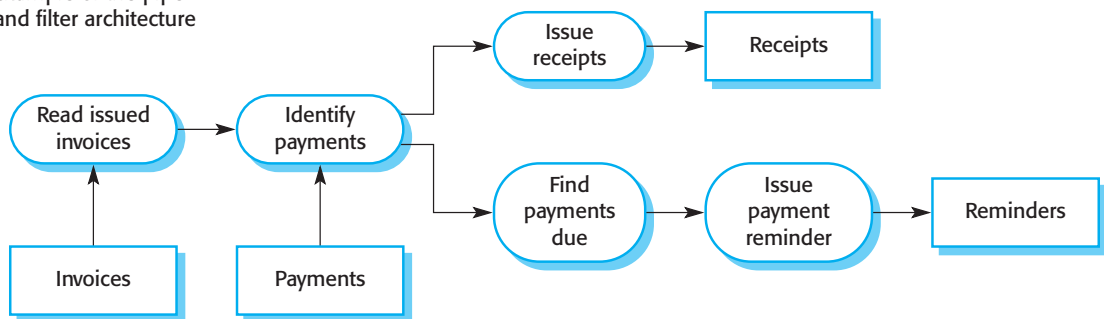 and filter architecture
Issue
receipts
Receipts
Read issued
invoices
Identify
payments
Find
payments
due
Issue
payment
reminder
Reminders
Invoices
Payments